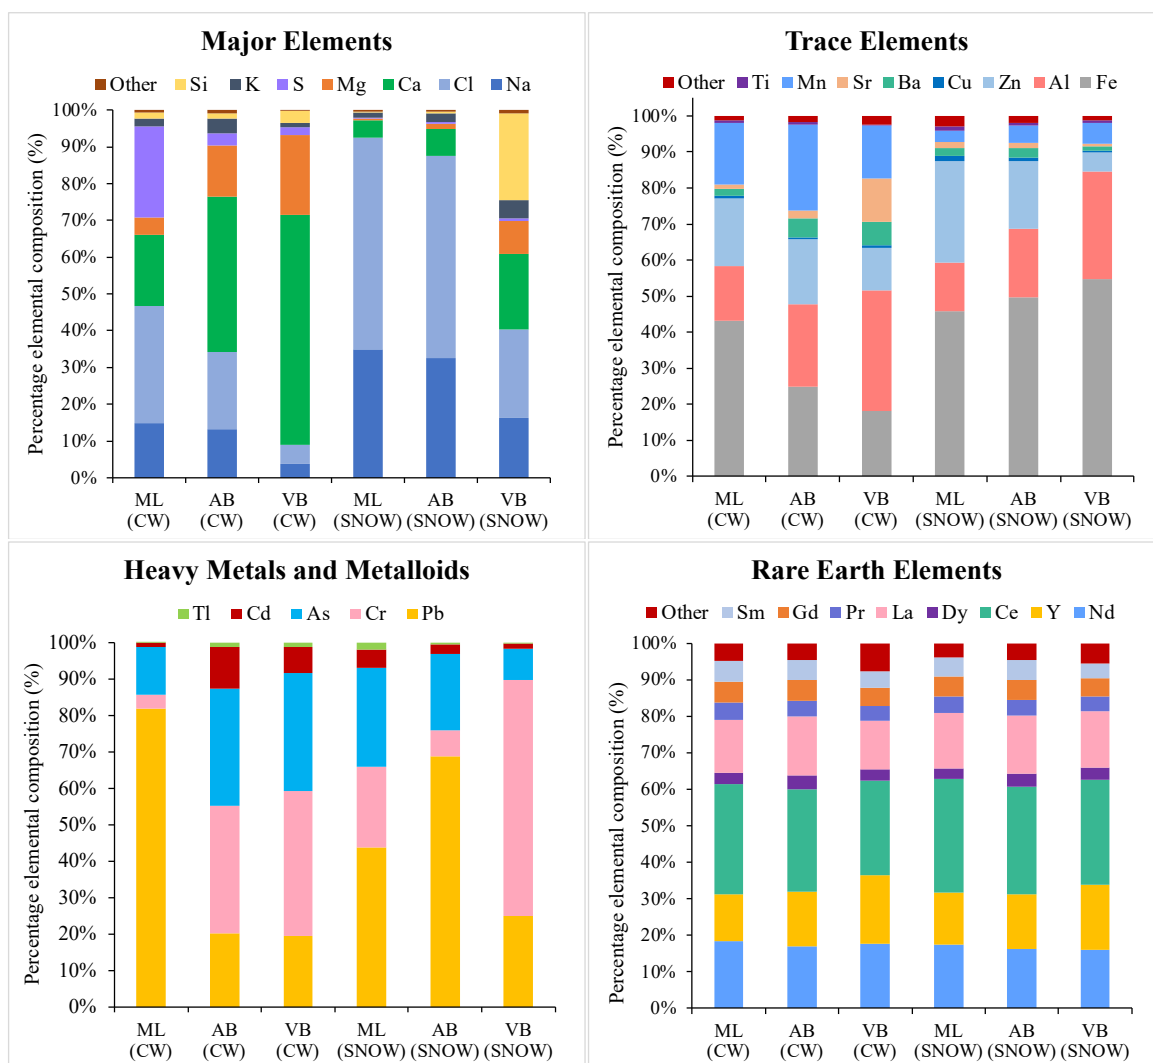 Major Elements
Other Si K S Mg Ca Cl Na
Percentage elemental composition (%)
100%
90%
80%
70%
60%
50%
40%
30%
20%
10%
0%
ML AB VB ML AB VB
(CW) (CW) (CW) (SNOW) (SNOW) (SNOW)
Trace Elements
Other Ti Mn Sr Ba Cu Zn Al Fe
Percentage elemental composition (%)
100%
90%
80%
70%
60%
50%
40%
30%
20%
10%
0%
ML AB VB ML AB VB
(CW) (CW) (CW) (SNOW) (SNOW) (SNOW)
Heavy Metals and Metalloids
Tl Cd As Cr Pb
Percentage elemental composition (%)
100%
90%
80%
70%
60%
50%
40%
30%
20%
10%
0%
ML AB VB ML AB VB
(CW) (CW) (CW) (SNOW) (SNOW) (SNOW)
Rare Earth Elements
Other Sm Gd Pr La Dy Ce Y Nd
Percentage elemental composition (%)
100%
90%
80%
70%
60%
50%
40%
30%
20%
10%
0%
ML AB VB ML AB VB
(CW) (CW) (CW) (SNOW) (SNOW) (SNOW)